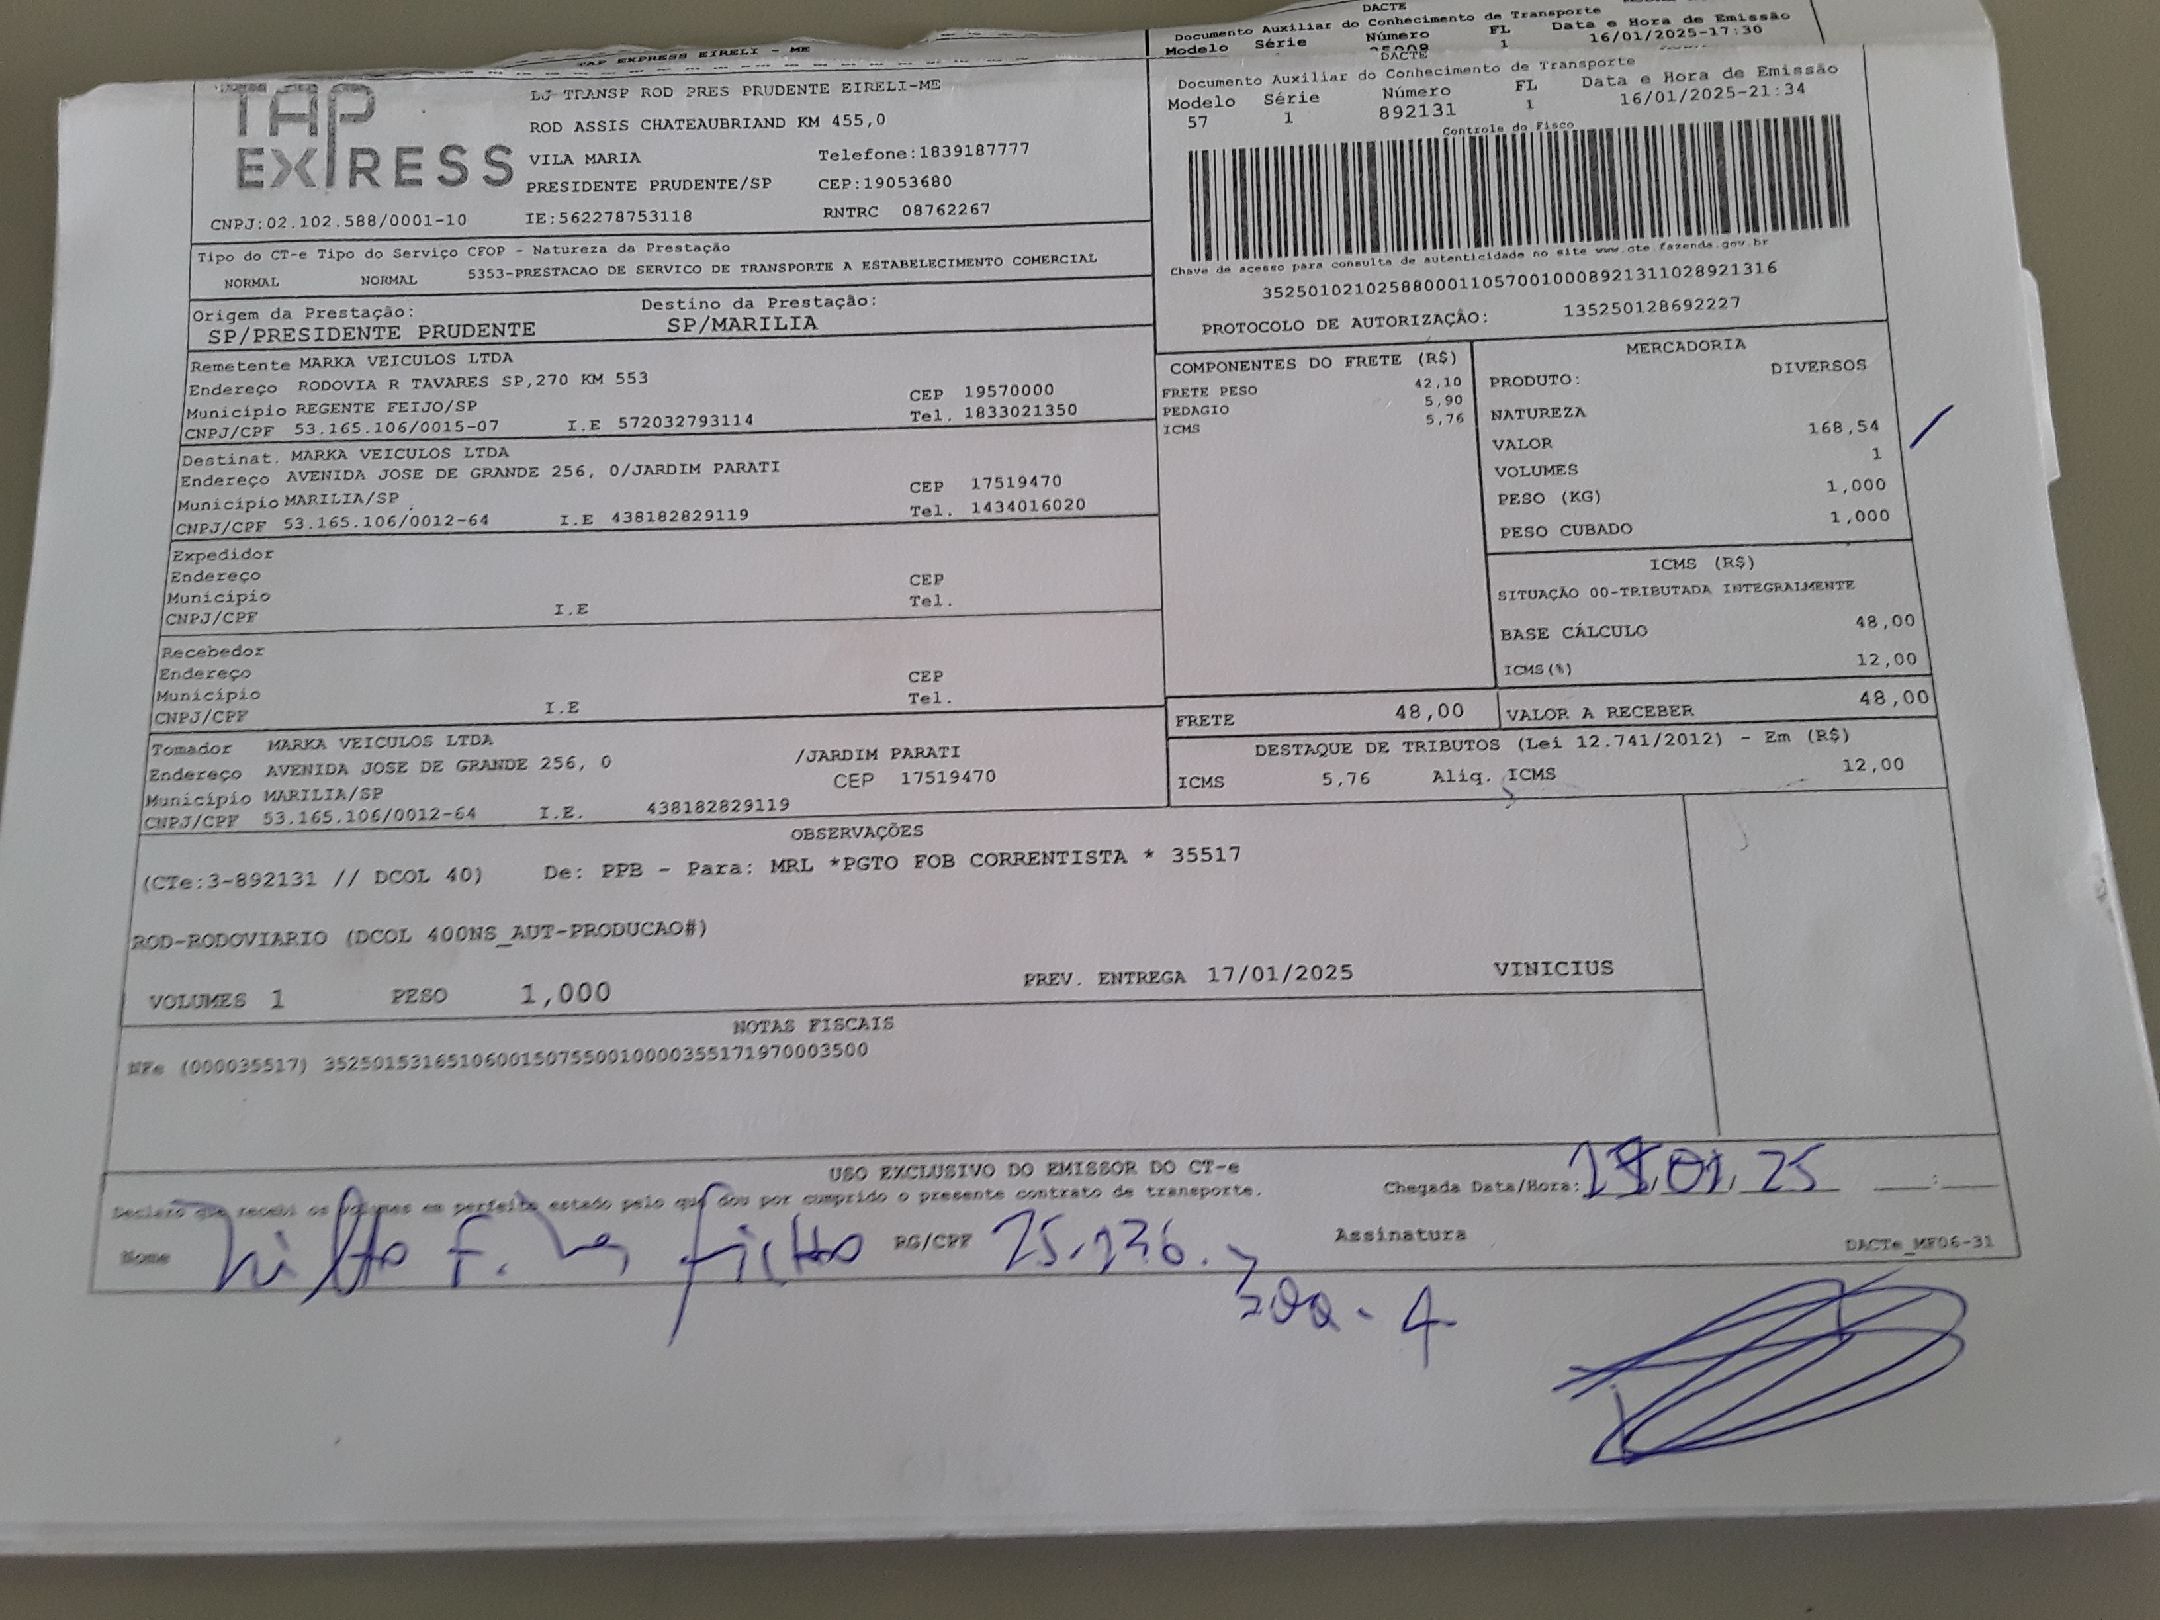 DACTE
Documento Auxiliar do Conhecimento de Transporte
Modelo Série Número FL Data e Hora de Emissão
1 16/01/2025-17:30
TAP EXPRESS EIRELI - ME
TAP EXPRESS
LJ TRANSP ROD PRES PRUDENTE EIRELI-ME
ROD ASSIS CHATEAUBRIAND KM 455,0
VILA MARIA Telefone:1839187777
PRESIDENTE PRUDENTE/SP CEP:19053680
CNPJ:02.102.588/0001-10 IE:562278753118 RNTRC 08762267
DACTE
Documento Auxiliar do Conhecimento de Transporte
Modelo Série Número FL Data e Hora de Emissão
57 1 892131 1 16/01/2025-21:34
Controle do Fisco
Chave de acesso para consulta de autenticidade no site www.cte.fazenda.gov.br
35250102102588000110570010008921311028921316
PROTOCOLO DE AUTORIZAÇÃO: 135250128692227
Tipo do CT-e Tipo do Serviço CFOP - Natureza da Prestação
NORMAL NORMAL 5353-PRESTACAO DE SERVICO DE TRANSPORTE A ESTABELECIMENTO COMERCIAL
Origem da Prestação: Destino da Prestação:
SP/PRESIDENTE PRUDENTE SP/MARILIA
Remetente MARKA VEICULOS LTDA
Endereço RODOVIA R TAVARES SP,270 KM 553 CEP 19570000
Município REGENTE FEIJO/SP Tel. 1833021350
CNPJ/CPF 53.165.106/0015-07 I.E 572032793114
Destinat. MARKA VEICULOS LTDA
Endereço AVENIDA JOSE DE GRANDE 256, 0/JARDIM PARATI CEP 17519470
Município MARILIA/SP Tel. 1434016020
CNPJ/CPF 53.165.106/0012-64 I.E 438182829119
Expedidor
Endereço CEP
Município Tel.
CNPJ/CPF I.E
Recebedor
Endereço CEP
Município Tel.
CNPJ/CPF I.E
Tomador MARKA VEICULOS LTDA
Endereço AVENIDA JOSE DE GRANDE 256, 0 /JARDIM PARATI
Município MARILIA/SP CEP 17519470
CNPJ/CPF 53.165.106/0012-64 I.E. 438182829119
COMPONENTES DO FRETE (R$)
FRETE PESO 42,10
PEDAGIO 5,90
ICMS 5,76
MERCADORIA
PRODUTO: DIVERSOS
NATUREZA
VALOR 168,54
VOLUMES 1
PESO (KG) 1,000
PESO CUBADO 1,000
ICMS (R$)
SITUAÇÃO 00-TRIBUTADA INTEGRALMENTE
BASE CÁLCULO 48,00
ICMS(%) 12,00
FRETE 48,00 VALOR A RECEBER 48,00
DESTAQUE DE TRIBUTOS (Lei 12.741/2012) - Em (R$)
ICMS 5,76 Aliq. ICMS 12,00
OBSERVAÇÕES
(CTe:3-892131 // DCOL 40) De: PPB - Para: MRL *PGTO FOB CORRENTISTA * 35517
ROD-RODOVIARIO (DCOL 400NS_AUT-PRODUCAO#)
VOLUMES 1 PESO 1,000 PREV. ENTREGA 17/01/2025 VINICIUS
NOTAS FISCAIS
NFe (000035517) 35250153165106001507550010000355171970003500
USO EXCLUSIVO DO EMISSOR DO CT-e
Declaro que recebi os volumes em perfeito estado pelo que dou por cumprido o presente contrato de transporte.
Chegada Data/Hora: 01 25 :
Nome F. RG/CPF 25.136. Assinatura
DACTe_MF06-31